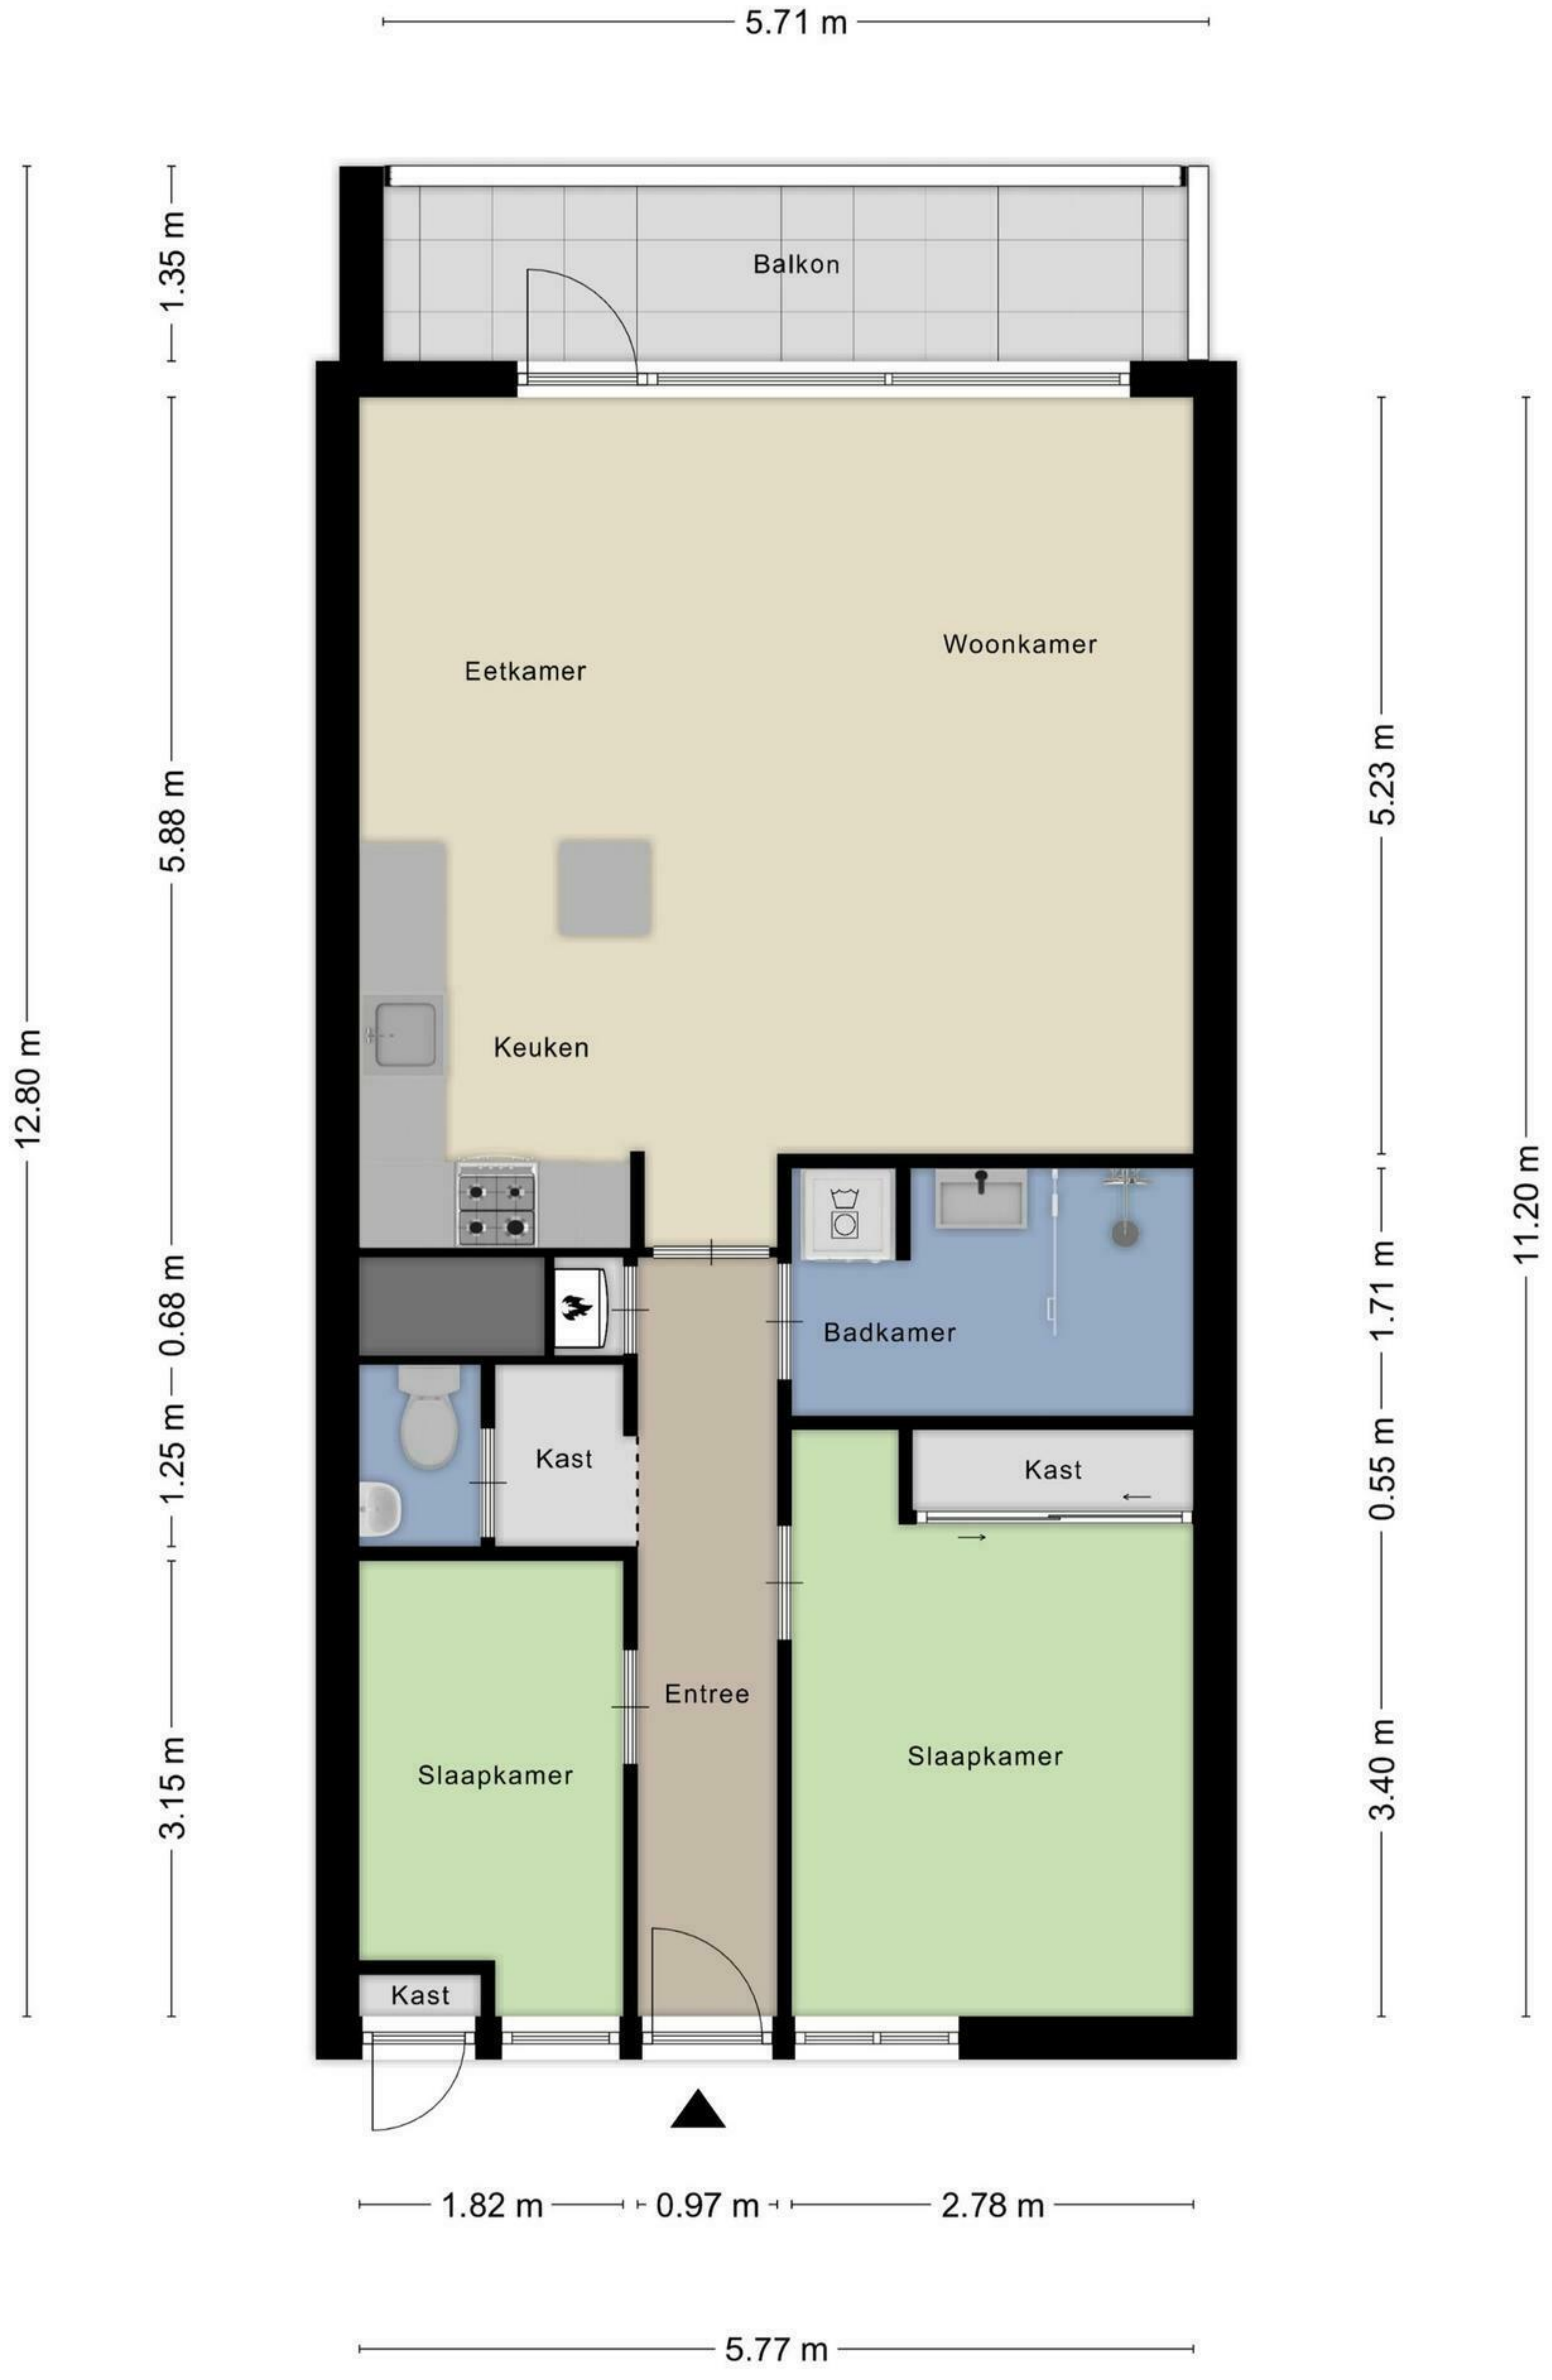 5.71 m
1.35 m
Balkon
Woonkamer
Eetkamer
5.23 m
5.88 m
Keuken
12.80 m
11.20 m
0.68 m
1.71 m
Badkamer
1.25 m
Kast
Kast
0.55 m
Entree
Slaapkamer
Slaapkamer
3.15 m
3.40 m
Kast
1.82 m
0.97 m
2.78 m
5.77 m